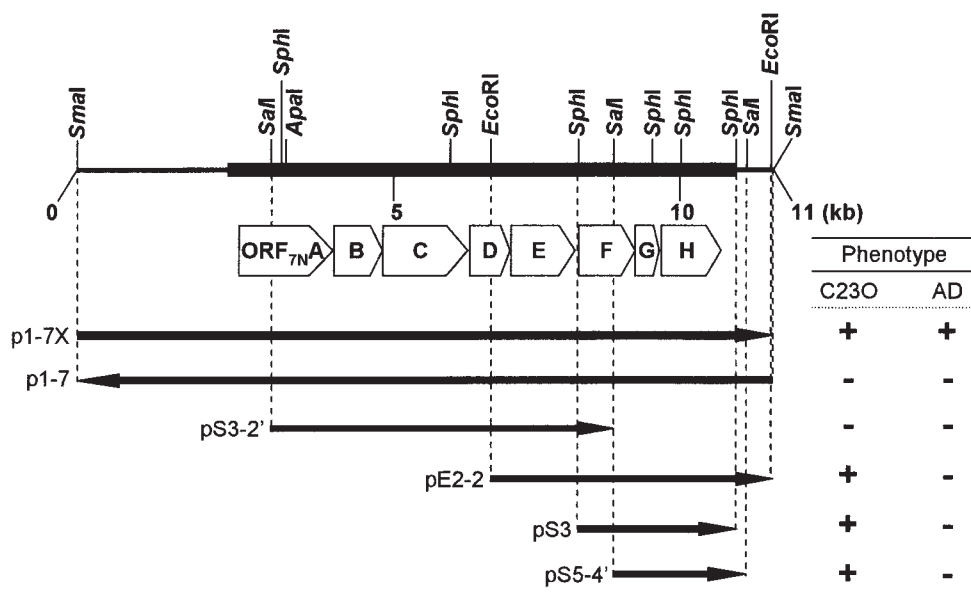 SmaI
SalI
SphI
ApaI
SphI
EcoRI
SphI
SalI
SphI
SphI
SphI
SalI
EcoRI
SmaI
0
5
10
11 (kb)
ORF7NA B C D E F G H
Phenotype
C23O AD
p1-7X + +
p1-7 - -
pS3-2' - -
pE2-2 + -
pS3 + -
pS5-4' + -